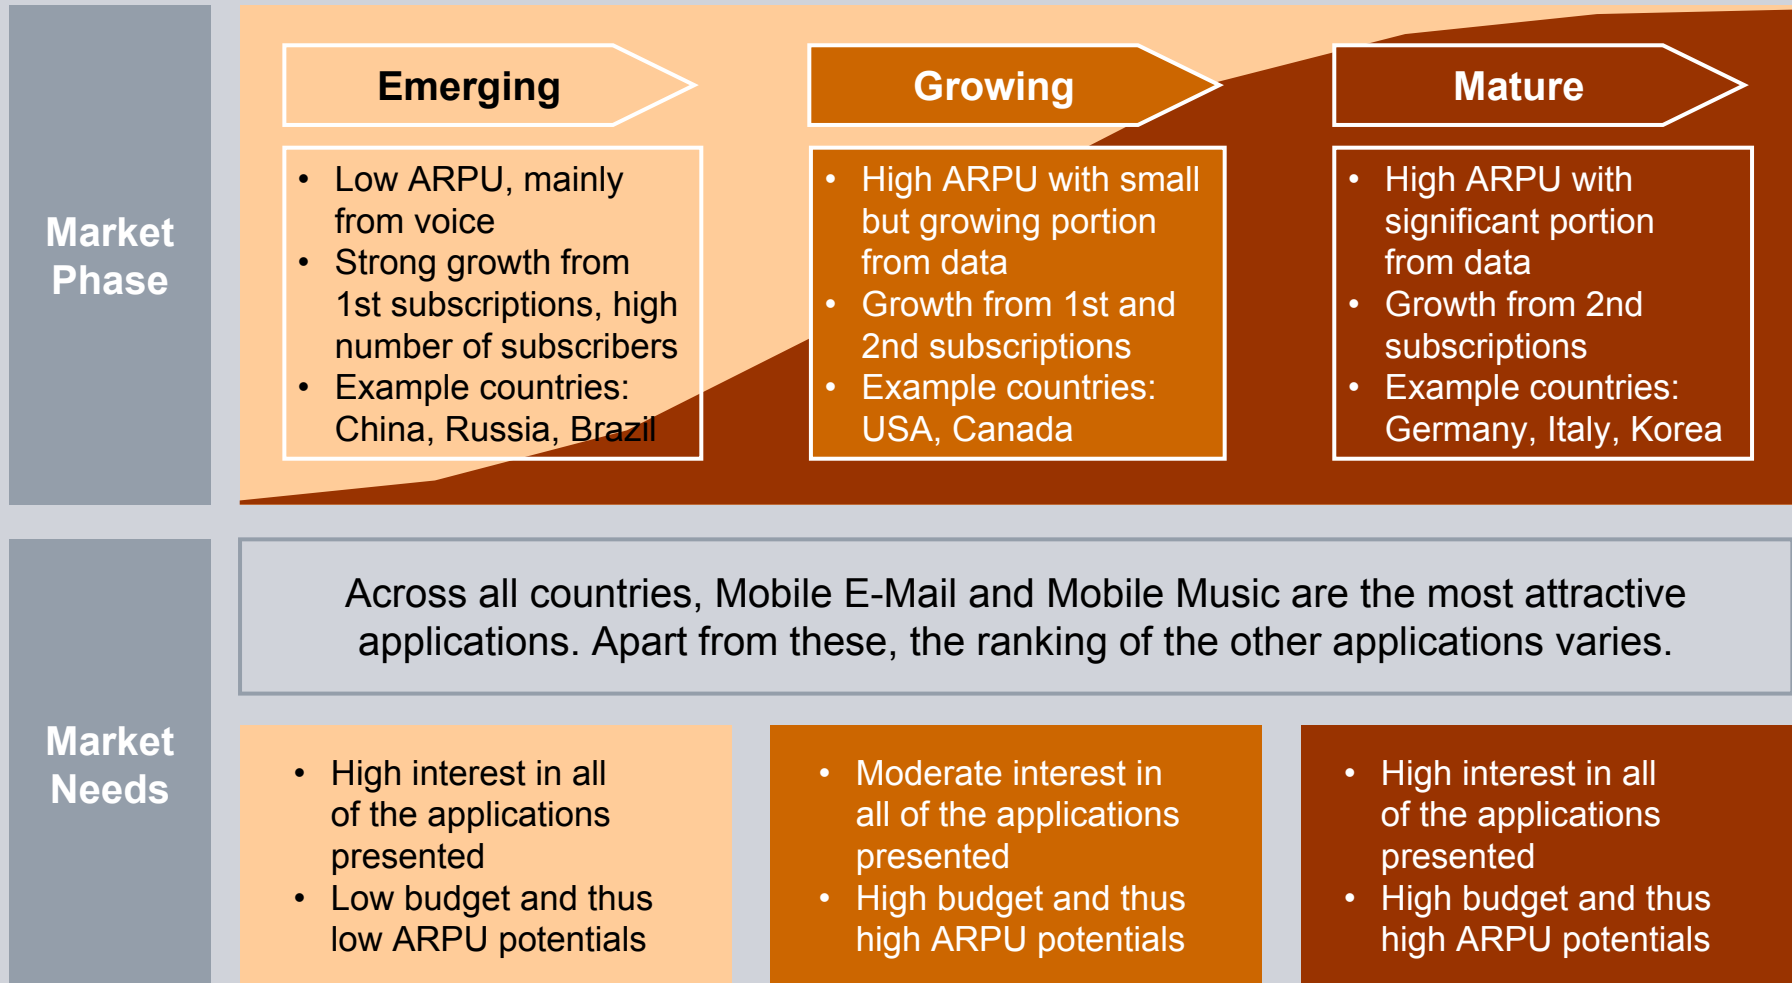 Market
Phase
Emerging
• Low ARPU, mainly
from voice
• Strong growth from
1st subscriptions, high
number of subscribers
• Example countries:
China, Russia, Brazil
Growing
• High ARPU with small
but growing portion
from data
• Growth from 1st and
2nd subscriptions
• Example countries:
USA, Canada
Mature
• High ARPU with
significant portion
from data
• Growth from 2nd
subscriptions
• Example countries:
Germany, Italy, Korea
Market
Needs
Across all countries, Mobile E-Mail and Mobile Music are the most attractive
applications. Apart from these, the ranking of the other applications varies.
• High interest in all
of the applications
presented
• Low budget and thus
low ARPU potentials
• Moderate interest in
all of the applications
presented
• High budget and thus
high ARPU potentials
• High interest in all
of the applications
presented
• High budget and thus
high ARPU potentials